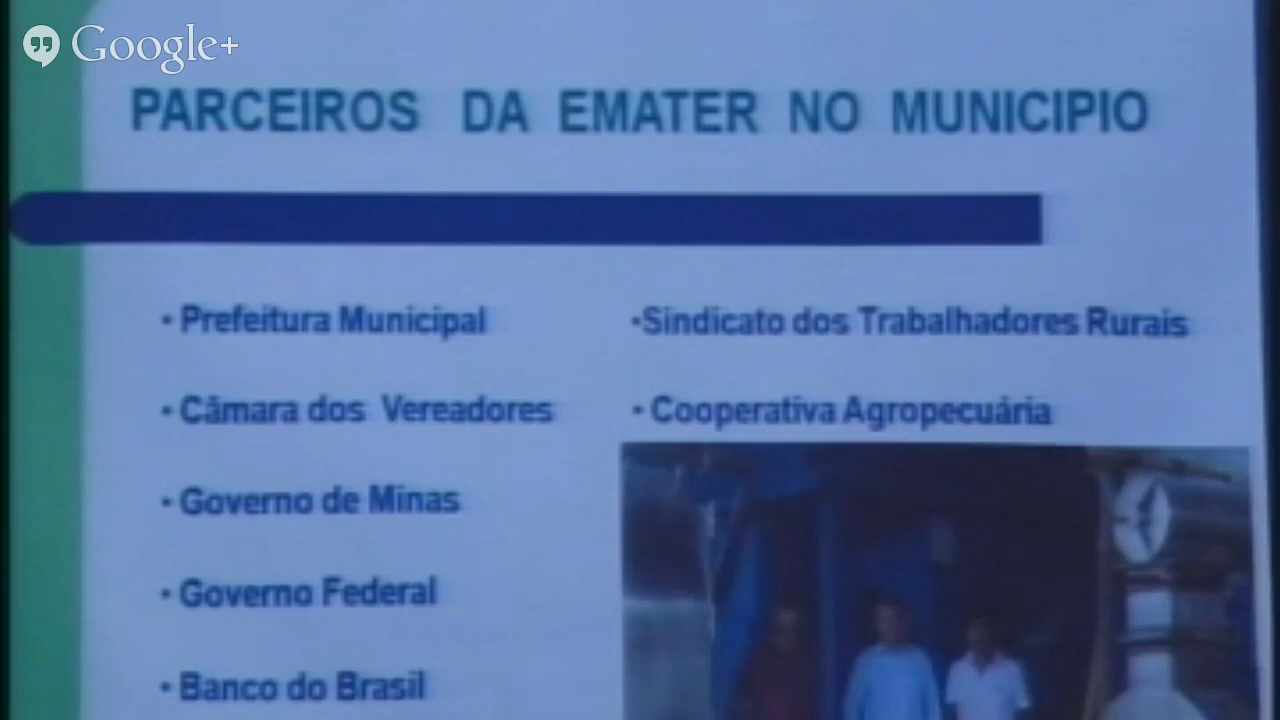 Google+
PARCEIROS DA EMATER NO MUNICIPIO
• Prefeitura Municipal
• Câmara dos Vereadores
• Governo de Minas
• Governo Federal
• Banco do Brasil
•Sindicato dos Trabalhadores Rurais
• Cooperativa Agropecuária